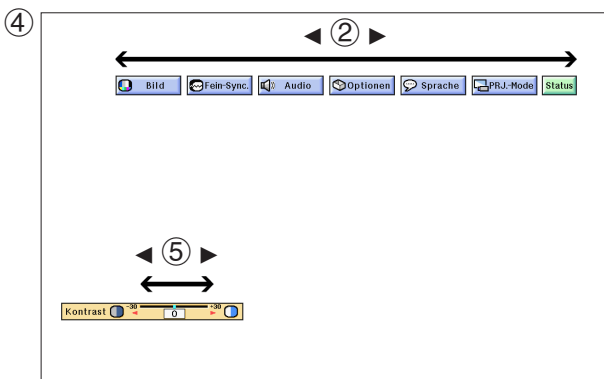 ④
◄ ② ►
Bild Fein-Sync. Audio Optionen Sprache PRJ.-Mode Status
◄ ⑤ ►
Kontrast -30 0 +30